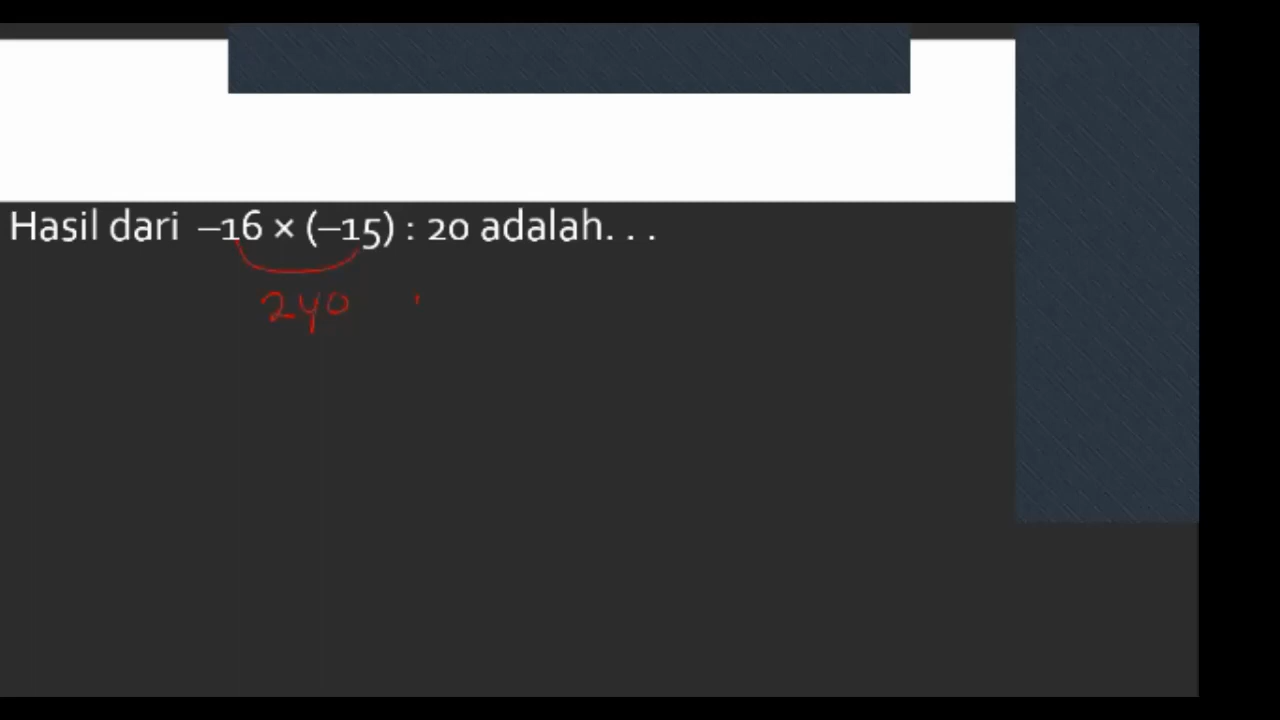 Hasil dari –16 × (–15) : 20 adalah. . .
240